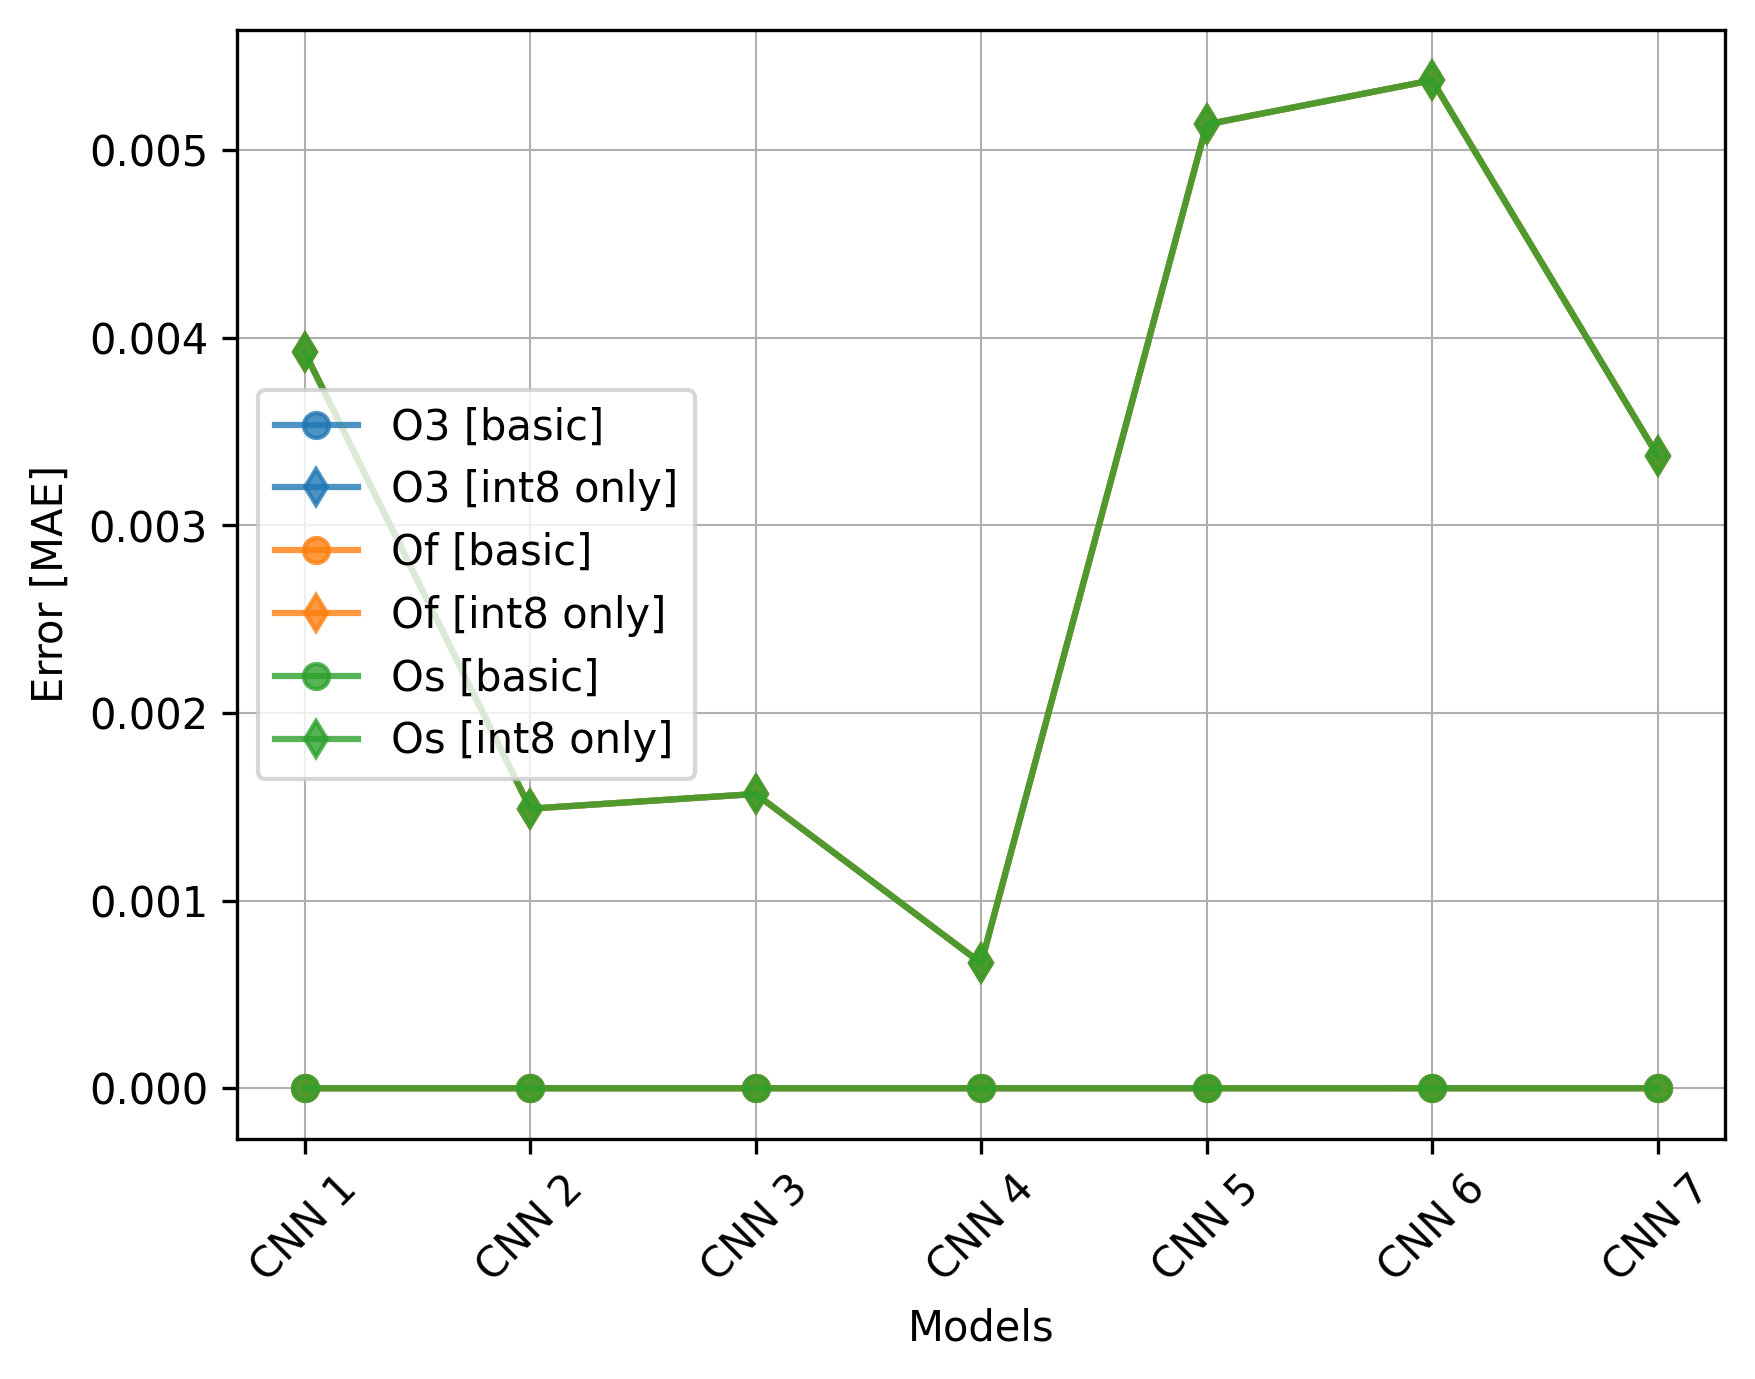 Error [MAE]
0.005
0.004
0.003
0.002
0.001
0.000
O3 [basic]
O3 [int8 only]
Of [basic]
Of [int8 only]
Os [basic]
Os [int8 only]
CNN 1
CNN 2
CNN 3
CNN 4
CNN 5
CNN 6
CNN 7
Models